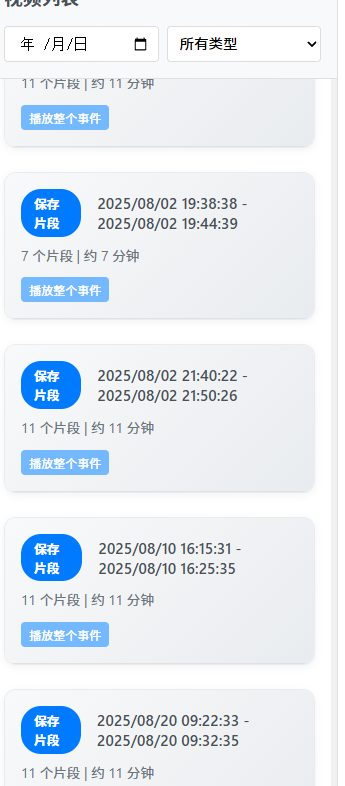 视频列表
年 /月/日
所有类型
11 个片段 | 约 11 分钟
播放整个事件
保存
片段
2025/08/02 19:38:38 -
2025/08/02 19:44:39
7 个片段 | 约 7 分钟
播放整个事件
保存
片段
2025/08/02 21:40:22 -
2025/08/02 21:50:26
11 个片段 | 约 11 分钟
播放整个事件
保存
片段
2025/08/10 16:15:31 -
2025/08/10 16:25:35
11 个片段 | 约 11 分钟
播放整个事件
保存
片段
2025/08/20 09:22:33 -
2025/08/20 09:32:35
11 个片段 | 约 11 分钟